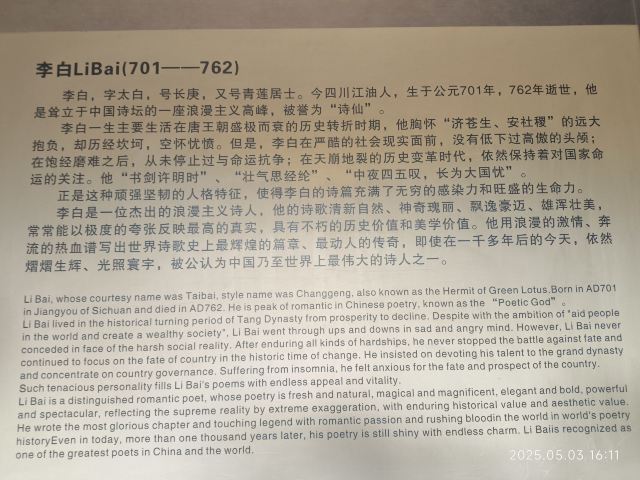 李白LiBai(701——762)
李白，字太白，号长庚，又号青莲居士。今四川江油人，生于公元701年，762年逝世，他
是耸立于中国诗坛的一座浪漫主义高峰，被誉为“诗仙”。
李白一生主要生活在唐王朝盛极而衰的历史转折时期，他胸怀“济苍生、安社稷”的远大
抱负，却历经坎坷，空怀忧愤。但是，李白在严酷的社会现实面前，没有低下过高傲的头颅；
在饱经磨难之后，从未停止过与命运抗争；在天崩地裂的历史变革时代，依然保持着对国家命
运的关注。他“书剑许明时”、“壮气思经纶”、“中夜四五叹，长为大国忧”。
正是这种顽强坚韧的人格特征，使得李白的诗篇充满了无穷的感染力和旺盛的生命力。
李白是一位杰出的浪漫主义诗人，他的诗歌清新自然、神奇瑰丽、飘逸豪迈、雄浑壮美，
常常能以极度的夸张反映最高的真实，具有不朽的历史价值和美学价值。他用浪漫的激情、奔
流的热血谱写出世界诗歌史上最辉煌的篇章、最动人的传奇，即使在一千多年后的今天，依然
熠熠生辉、光照寰宇，被公认为中国乃至世界上最伟大的诗人之一。
Li Bai, whose courtesy name was Taibai, style name was Changgeng, also known as the Hermit of Green Lotus.Born in AD701
in Jiangyou of Sichuan and died in AD762. He is peak of romantic in Chinese poetry, known as the “Poetic God”.
Li Bai lived in the historical turning period of Tang Dynasty from prosperity to decline. Despite with the ambition of "aid people
in the world and create a wealthy society", Li Bai went through ups and downs in sad and angry mind. However, Li Bai never
conceded in face of the harsh social reality. After enduring all kinds of hardships, he never stopped the battle against fate and
continued to focus on the fate of country in the historic time of change. He insisted on devoting his talent to the grand dynasty
and concentrate on country governance. Suffering from insomnia, he felt anxious for the fate and prospect of the country.
Such tenacious personality fills Li Bai's poems with endless appeal and vitality.
Li Bai is a distinguished romantic poet, whose poetry is fresh and natural, magical and magnificent, elegant and bold, powerful
and spectacular, reflecting the supreme reality by extreme exaggeration, with enduring historical value and aesthetic value.
He wrote the most glorious chapter and touching legend with romantic passion and rushing bloodin the world in world's poetry
historyEven in today, more than one thousand years later, his poetry is still shiny with endless charm. Li Baiis recognized as
one of the greatest poets in China and the world.
2025.05.03 16:11